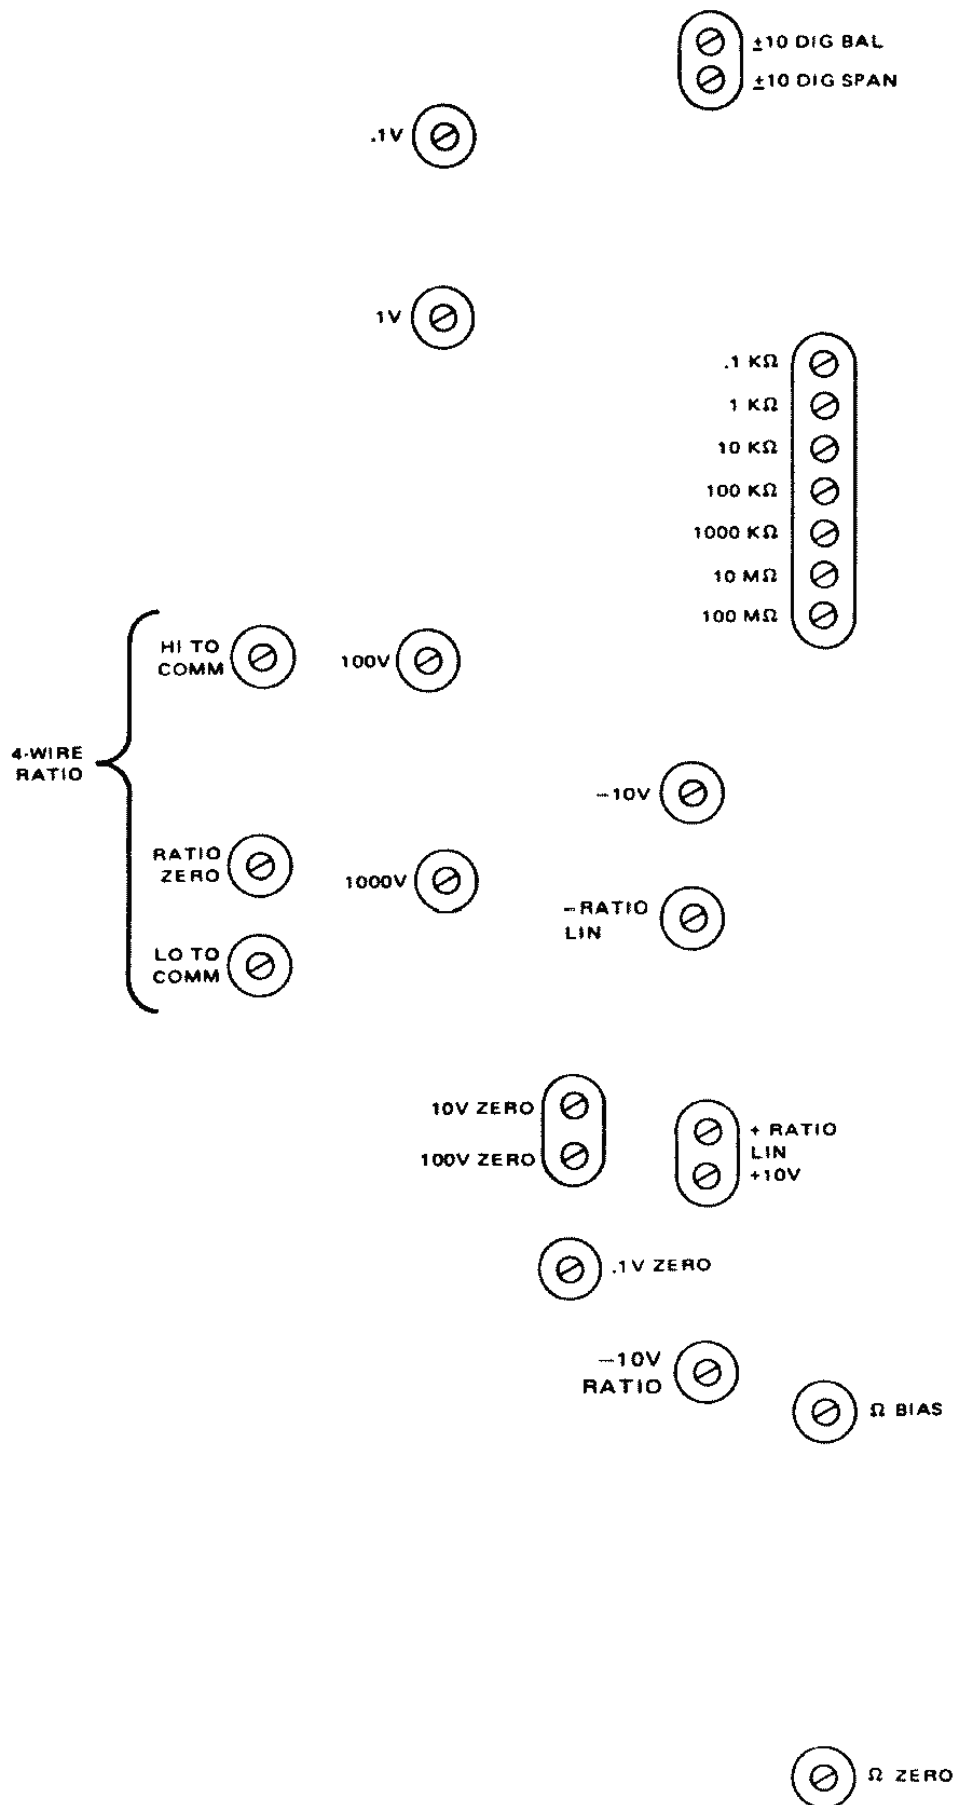 ±10 DIG BAL
±10 DIG SPAN
.1V
1V
.1 KΩ
1 KΩ
10 KΩ
100 KΩ
1000 KΩ
10 MΩ
100 MΩ
HI TO
COMM
100V
4-WIRE
RATIO
-10V
RATIO
ZERO
1000V
-RATIO
LIN
LO TO
COMM
10V ZERO
100V ZERO
+ RATIO
LIN
+10V
.1V ZERO
-10V
RATIO
Ω BIAS
Ω ZERO